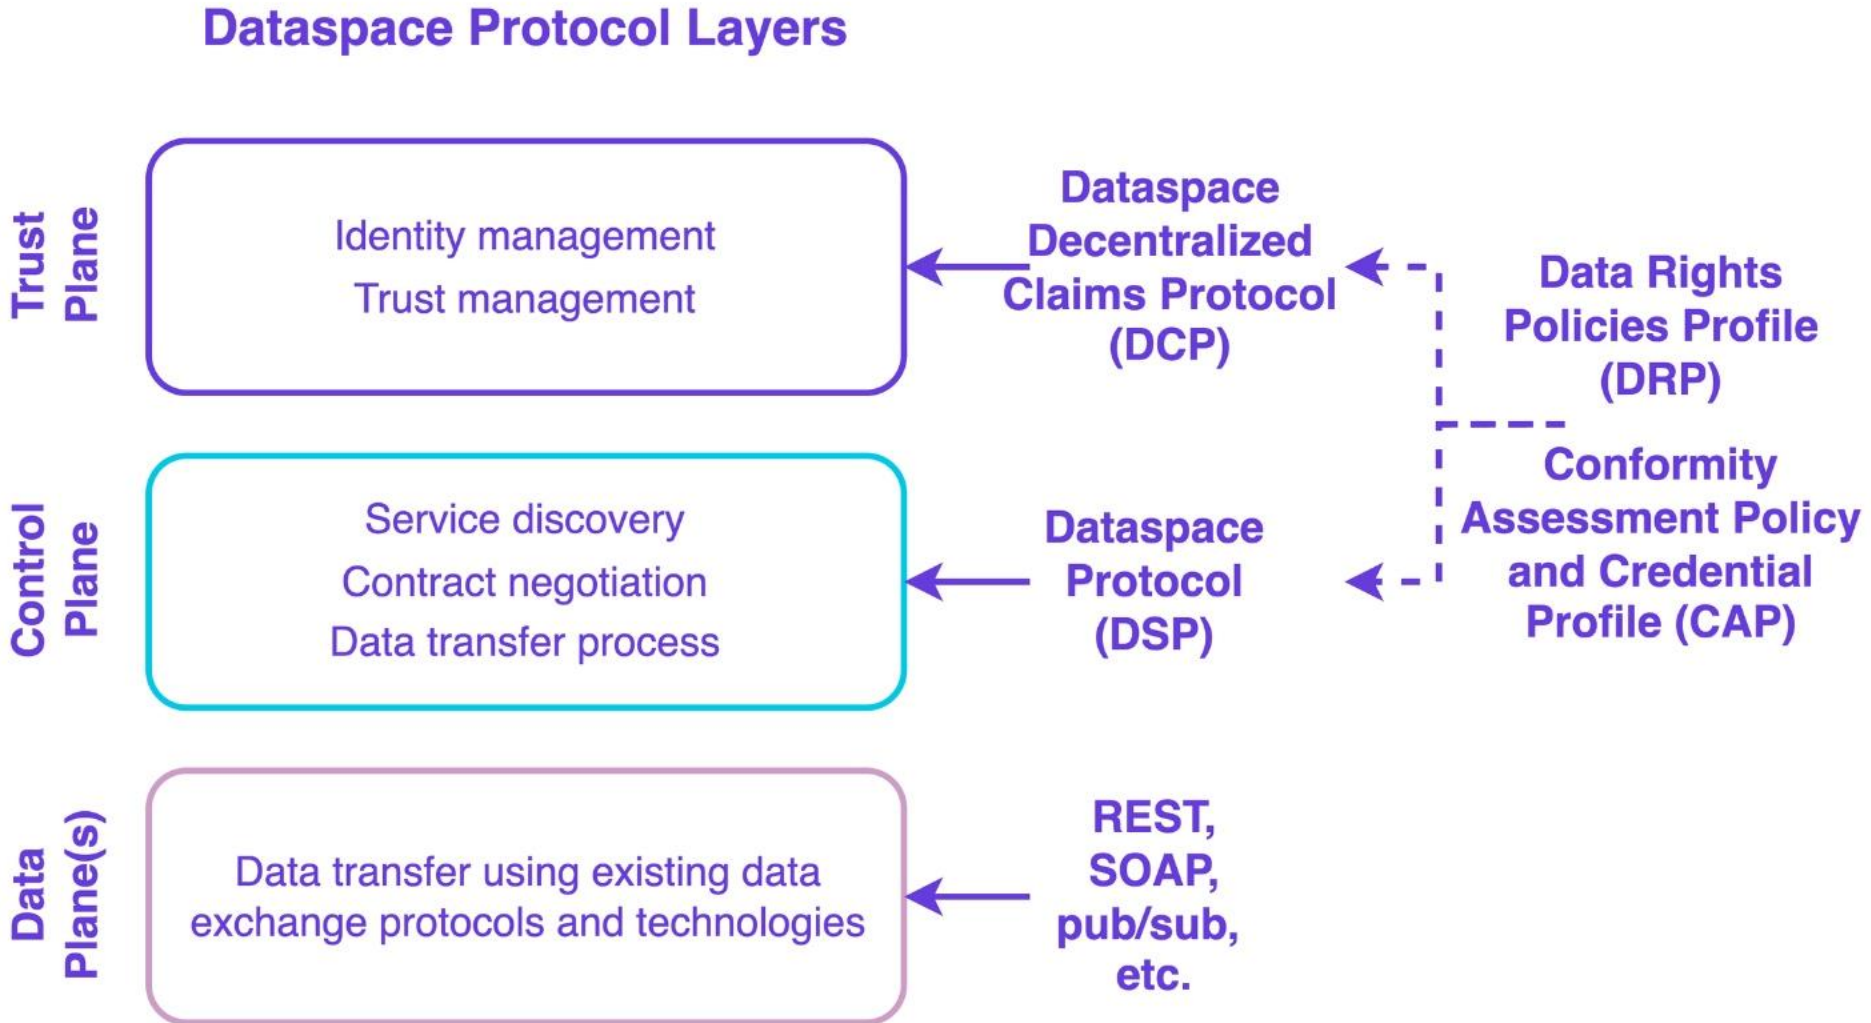 Dataspace Protocol Layers
Trust
Plane
Identity management
Trust management
Dataspace
Decentralized
Claims Protocol
(DCP)
Data Rights
Policies Profile
(DRP)
Conformity
Assessment Policy
and Credential
Profile (CAP)
Control
Plane
Service discovery
Contract negotiation
Data transfer process
Dataspace
Protocol
(DSP)
Data
Plane(s)
Data transfer using existing data
exchange protocols and technologies
REST,
SOAP,
pub/sub,
etc.